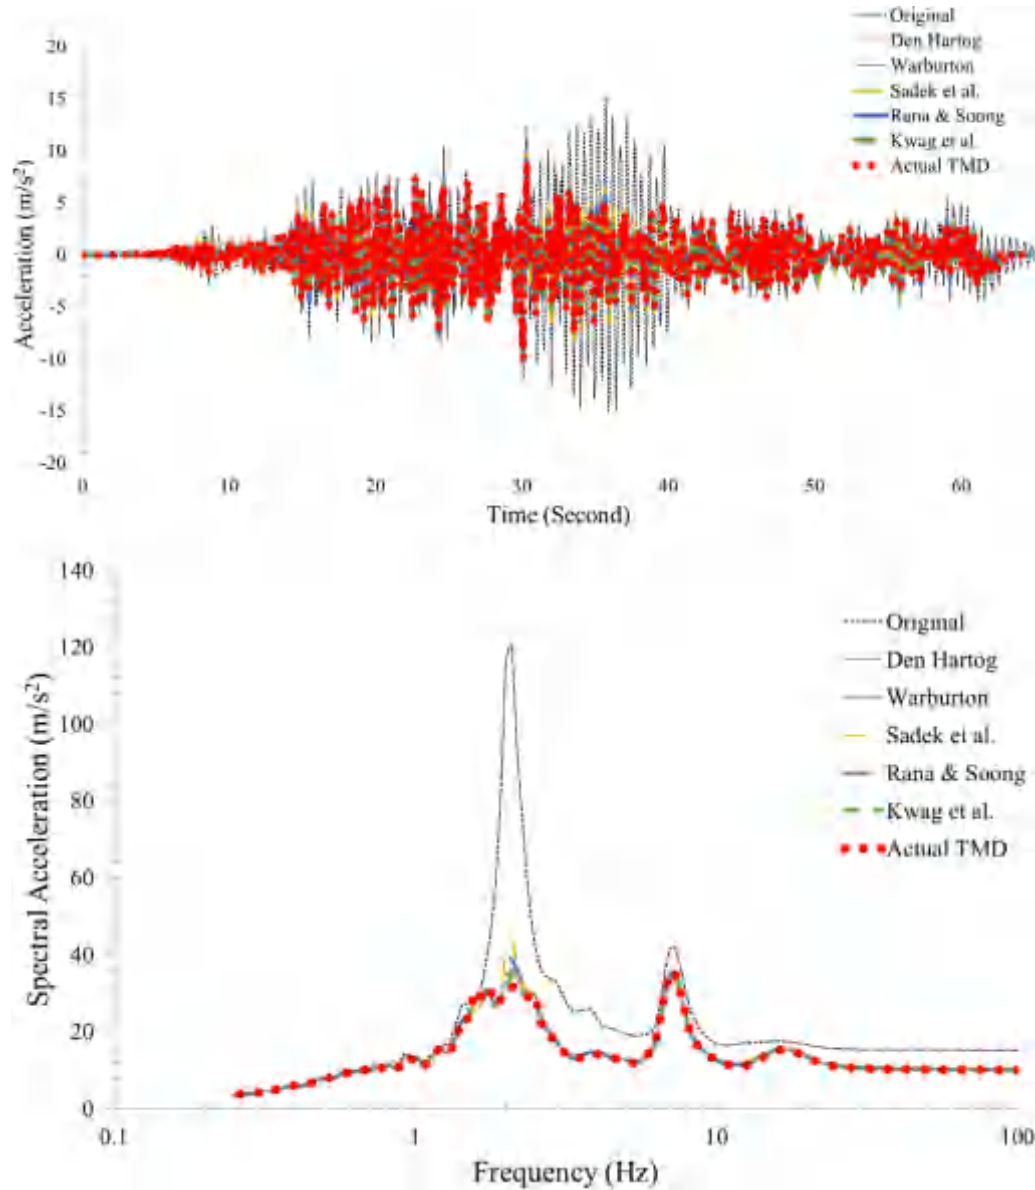 Original
Den Hartog
Warburton
Sadek et al.
Rana & Soong
Kwag et al.
Actual TMD
20
15
10
5
0
-5
-10
-15
-20
Acceleration (m/s²)
0 10 20 30 40 50 60
Time (Second)
140
120
100
80
60
40
20
0
Spectral Acceleration (m/s²)
Original
Den Hartog
Warburton
Sadek et al.
Rana & Soong
Kwag et al.
Actual TMD
0.1 1 10 100
Frequency (Hz)